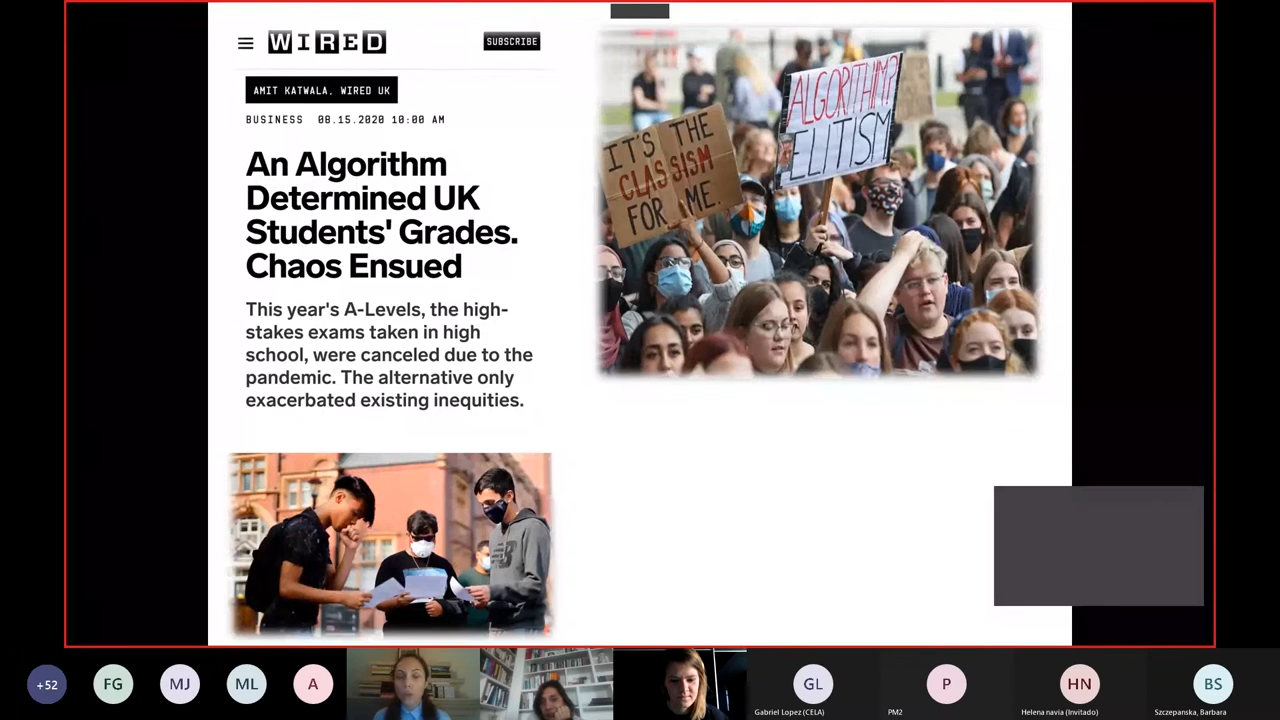 WIRED
SUBSCRIBE
AMIT KATWALA, WIRED UK
BUSINESS 08.15.2020 10:00 AM
An Algorithm
Determined UK
Students' Grades.
Chaos Ensued
This year's A-Levels, the high-
stakes exams taken in high
school, were canceled due to the
pandemic. The alternative only
exacerbated existing inequities.
IT'S THE
CLASSISM
FOR ME.
ALGORITHM?
ELITISM
+52
FG
MJ
ML
A
GL
Gabriel Lopez (CELA)
P
PM2
HN
Helena navia (Invitado)
BS
Szczepanska, Barbara